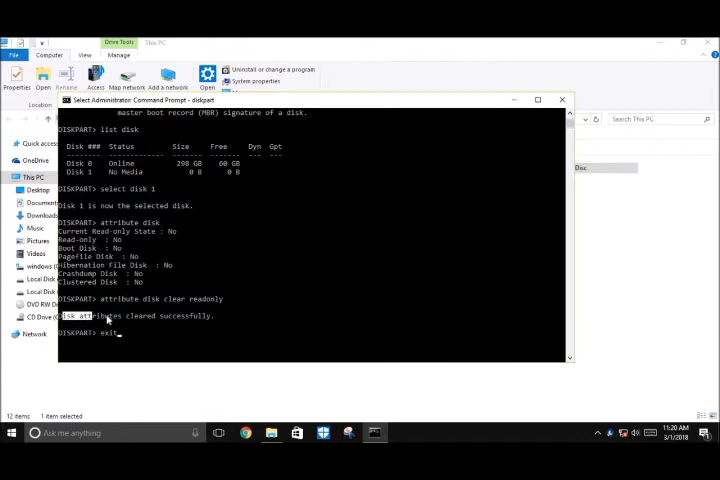 Drive Tools
This PC
File
Computer
View
Manage
Properties
Open
Rename
Access
Map network
Add a network
Open
Uninstall or change a program
System properties
Location
Select Administrator: Command Prompt - diskpart
master boot record (MBR) signature of a disk.
DISKPART> list disk
Disk ### Status Size Free Dyn Gpt
Disk 0 Online 298 GB 60 GB
Disk 1 No Media 0 B 0 B
DISKPART> select disk 1
Disk 1 is now the selected disk.
DISKPART> attribute disk
Current Read-only State : No
Read-only : No
Boot Disk : No
Pagefile Disk : No
Hibernation File Disk : No
Crashdump Disk : No
Clustered Disk : No
DISKPART> attribute disk clear readonly
Disk attributes cleared successfully.
DISKPART> exit
Search This PC
Disc
Quick access
OneDrive
This PC
Desktop
Document
Downloads
Music
Pictures
Videos
windows (
Local Disk
Local Disk
DVD RW D
CD Drive (
Network
12 items
1 item selected
Ask me anything
11:20 AM
3/1/2018